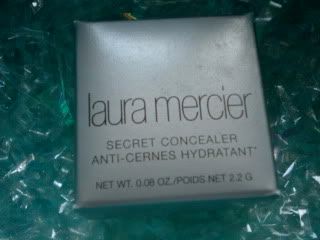 laura mercier
SECRET CONCEALER
ANTI-CERNES HYDRATANT*
NET WT. 0.08 OZ./POIDS NET 2.2 G